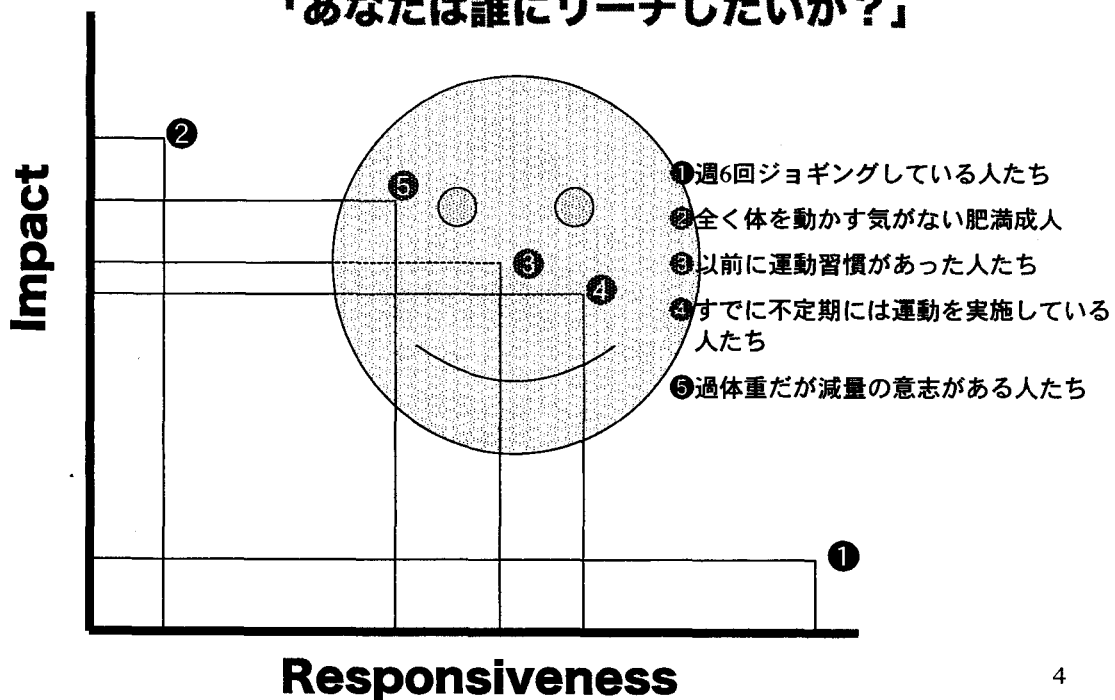 「あなたは誰にリーチしたいか？」
Impact
❷
❺
❸
❹
❶
❶週6回ジョギングしている人たち
❷全く体を動かす気がない肥満成人
❸以前に運動習慣があった人たち
❹すでに不定期には運動を実施している
人たち
❺過体重だが減量の意志がある人たち
Responsiveness
4